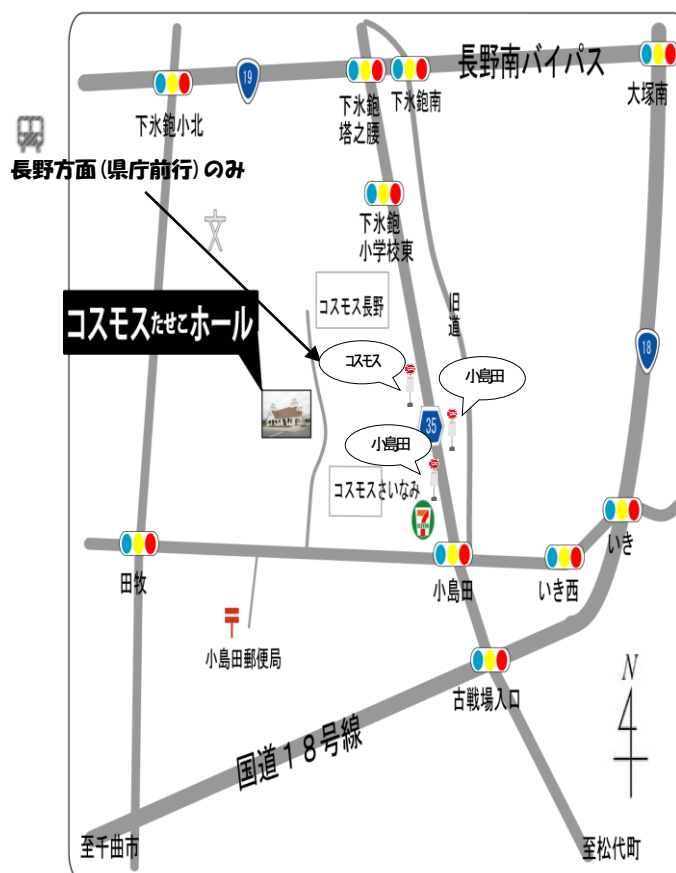 長野南バイパス
19
大塚南
下氷鉋小北
下氷鉋
塔之腰
下氷鉋南
長野方面(県庁前行)のみ
下氷鉋
小学校東
コスモス長野
旧道
コスモスたせこホール
18
コスモス
小島田
35
小島田
コスモスさいなみ
7
いき
田牧
小島田
いき西
小島田郵便局
N
古戦場入口
国道18号線
至千曲市
至松代町